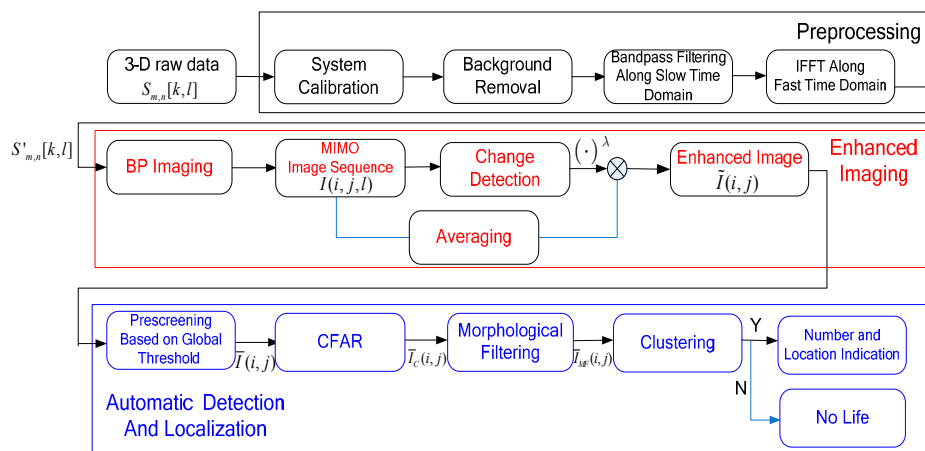 Preprocessing
3-D raw data
S_{m,n}[k,l]
System
Calibration
Background
Removal
Bandpass Filtering
Along Slow Time
Domain
IFFT Along
Fast Time Domain
S'_{m,n}[k,l]
BP Imaging
MIMO
Image Sequence
I(i, j, l)
Change
Detection
(·)^λ
Enhanced Image
Ĩ(i, j)
Enhanced
Imaging
Averaging
Prescreening
Based on Global
Threshold
Ī(i, j)
CFAR
Ī_C(i, j)
Morphological
Filtering
Ī_{MF}(i, j)
Clustering
Y
Number and
Location Indication
N
No Life
Automatic Detection
And Localization